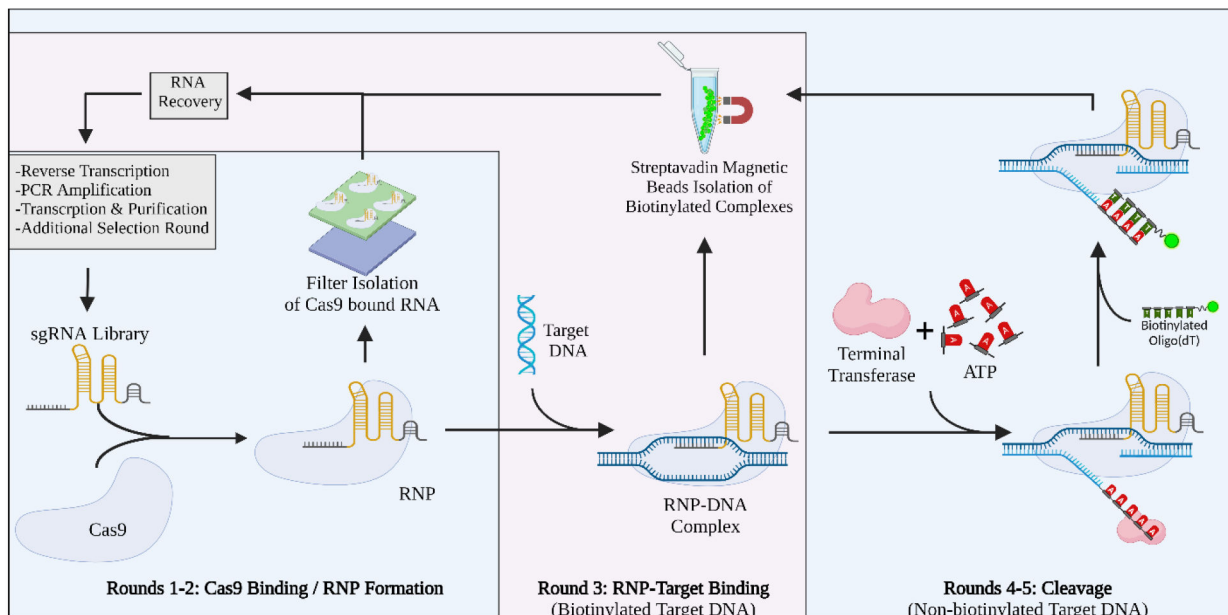 RNA
Recovery
-Reverse Transcription
-PCR Amplification
-Transcrption & Purification
-Additional Selection Round
sgRNA Library
Cas9
Filter Isolation
of Cas9 bound RNA
RNP
Rounds 1-2: Cas9 Binding / RNP Formation
Streptavadin Magnetic
Beads Isolation of
Biotinylated Complexes
Target
DNA
RNP-DNA
Complex
Round 3: RNP-Target Binding
(Biotinylated Target DNA)
Terminal
Transferase
+
A A A A A A
ATP
T T T T
A A A A
Biotinylated
Oligo(dT)
A A A A A
Rounds 4-5: Cleavage
(Non-biotinylated Target DNA)